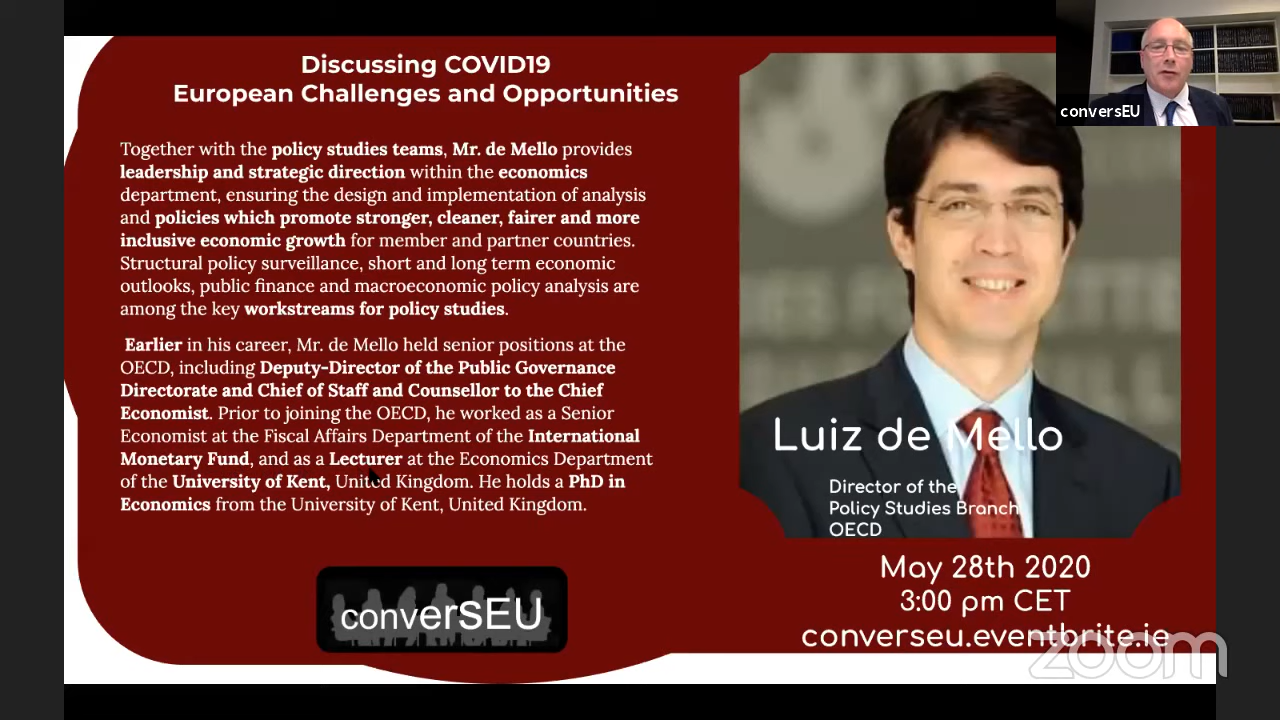 Discussing COVID19
European Challenges and Opportunities
Together with the policy studies teams, Mr. de Mello provides
leadership and strategic direction within the economics
department, ensuring the design and implementation of analysis
and policies which promote stronger, cleaner, fairer and more
inclusive economic growth for member and partner countries.
Structural policy surveillance, short and long term economic
outlooks, public finance and macroeconomic policy analysis are
among the key workstreams for policy studies.
Earlier in his career, Mr. de Mello held senior positions at the
OECD, including Deputy-Director of the Public Governance
Directorate and Chief of Staff and Counsellor to the Chief
Economist. Prior to joining the OECD, he worked as a Senior
Economist at the Fiscal Affairs Department of the International
Monetary Fund, and as a Lecturer at the Economics Department
of the University of Kent, United Kingdom. He holds a PhD in
Economics from the University of Kent, United Kingdom.
converSEU
conversEU
Luiz de Mello
Director of the
Policy Studies Branch
OECD
May 28th 2020
3:00 pm CET
converseu.eventbrite.ie
zoom